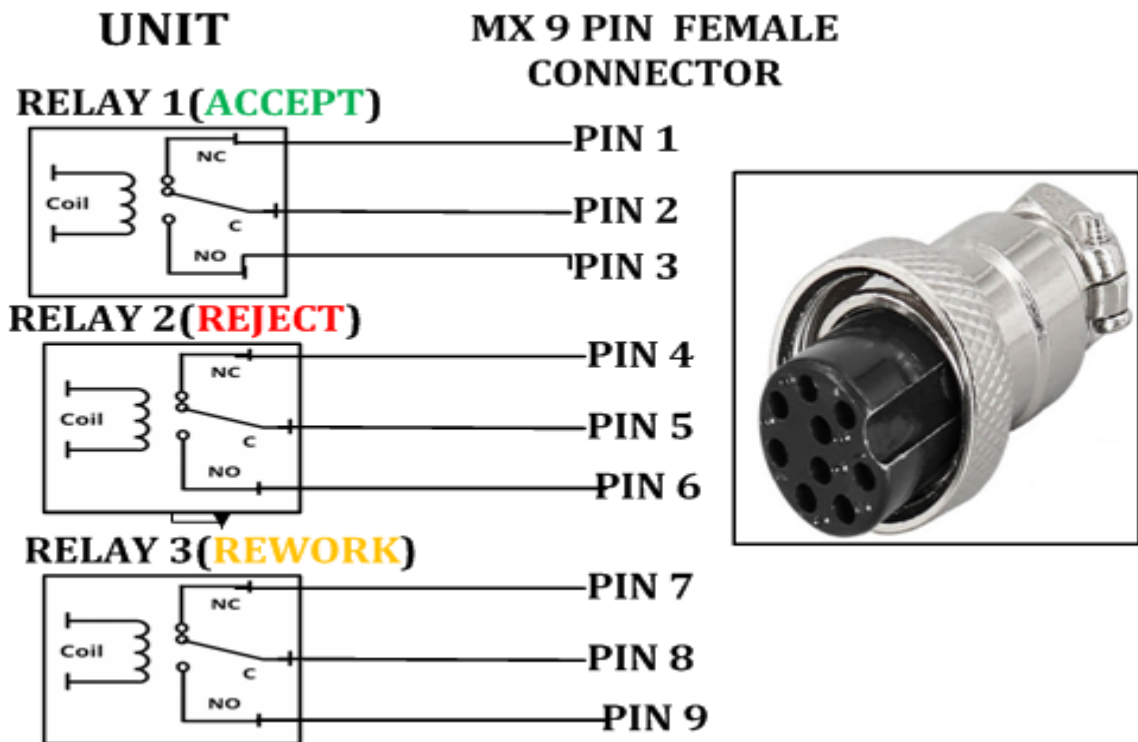 UNIT
MX 9 PIN FEMALE
CONNECTOR
RELAY 1(ACCEPT)
NC
PIN 1
Coil
C
PIN 2
NO
PIN 3
RELAY 2(REJECT)
NC
PIN 4
Coil
C
PIN 5
NO
PIN 6
RELAY 3(REWORK)
NC
PIN 7
Coil
C
PIN 8
NO
PIN 9